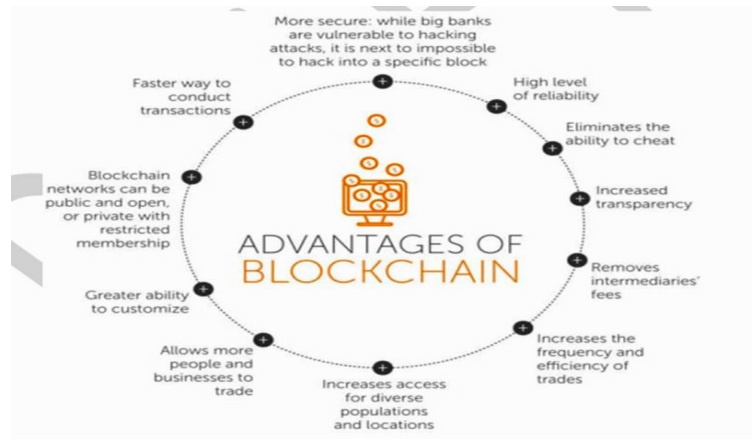 More secure: while big banks
are vulnerable to hacking
attacks, it is next to impossible
to hack into a specific block
High level
of reliability
Eliminates the
ability to cheat
Increased
transparency
Removes
intermediaries'
fees
Increases the
frequency and
efficiency of
trades
Increases access
for diverse
populations
and locations
Allows more
people and
businesses to
trade
Greater ability
to customize
Blockchain
networks can be
public and open,
or private with
restricted
membership
Faster way to
conduct
transactions
ADVANTAGES OF
BLOCKCHAIN